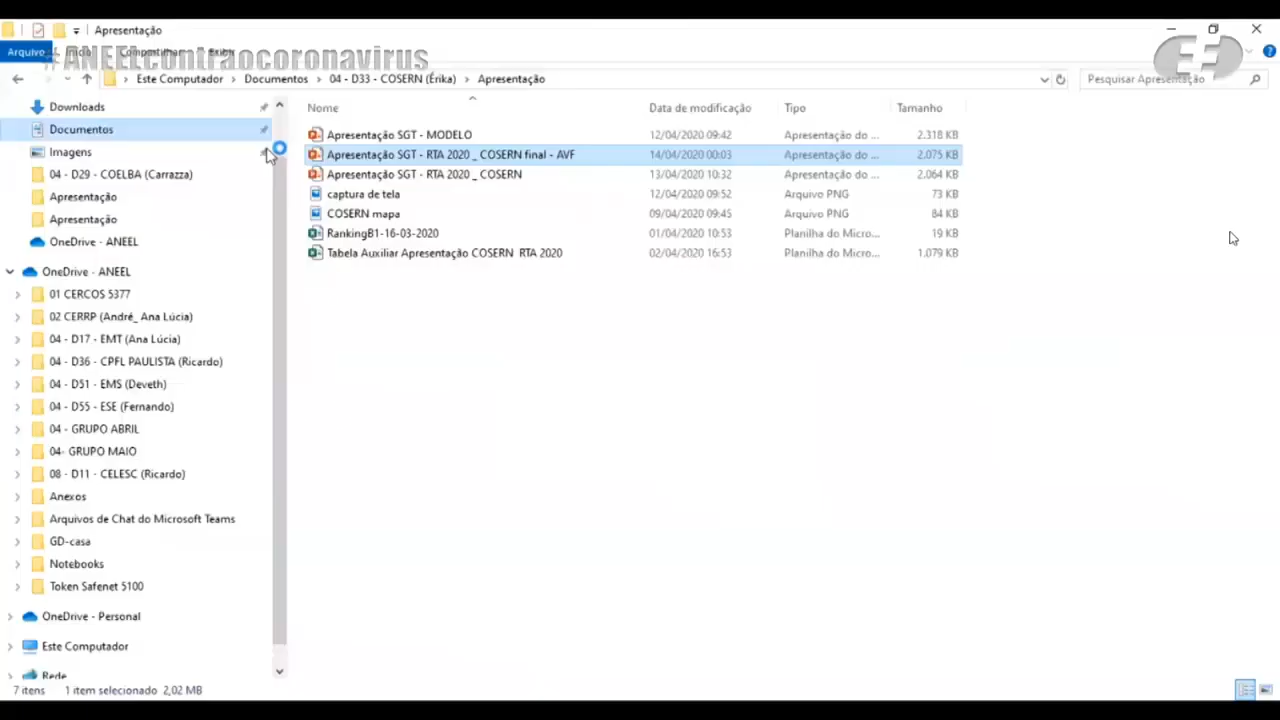 Apresentação
Arquivo Início Compartilhar Exibir
#ANEELcontraocoronavirus
Este Computador > Documentos > 04 - D33 - COSERN (Érika) > Apresentação
Pesquisar Apresentação
Downloads
Documentos
Imagens
04 - D29 - COELBA (Carrazza)
Apresentação
Apresentação
OneDrive - ANEEL
OneDrive - ANEEL
01 CERCOS 5377
02 CERRP (André_ Ana Lúcia)
04 - D17 - EMT (Ana Lúcia)
04 - D36 - CPFL PAULISTA (Ricardo)
04 - D51 - EMS (Deveth)
04 - D55 - ESE (Fernando)
04 - GRUPO ABRIL
04- GRUPO MAIO
08 - D11 - CELESC (Ricardo)
Anexos
Arquivos de Chat do Microsoft Teams
GD-casa
Notebooks
Token Safenet 5100
OneDrive - Personal
Este Computador
Rede
Nome Data de modificação Tipo Tamanho
Apresentação SGT - MODELO 12/04/2020 09:42 Apresentação do ... 2.318 KB
Apresentação SGT - RTA 2020 _ COSERN final - AVF 14/04/2020 00:03 Apresentação do ... 2.075 KB
Apresentação SGT - RTA 2020 _ COSERN 13/04/2020 10:32 Apresentação do ... 2.064 KB
captura de tela 12/04/2020 09:52 Arquivo PNG 73 KB
COSERN mapa 09/04/2020 09:45 Arquivo PNG 84 KB
RankingB1-16-03-2020 01/04/2020 10:53 Planilha do Micro... 19 KB
Tabela Auxiliar Apresentação COSERN RTA 2020 02/04/2020 16:53 Planilha do Micro... 1.079 KB
7 itens 1 item selecionado 2,02 MB